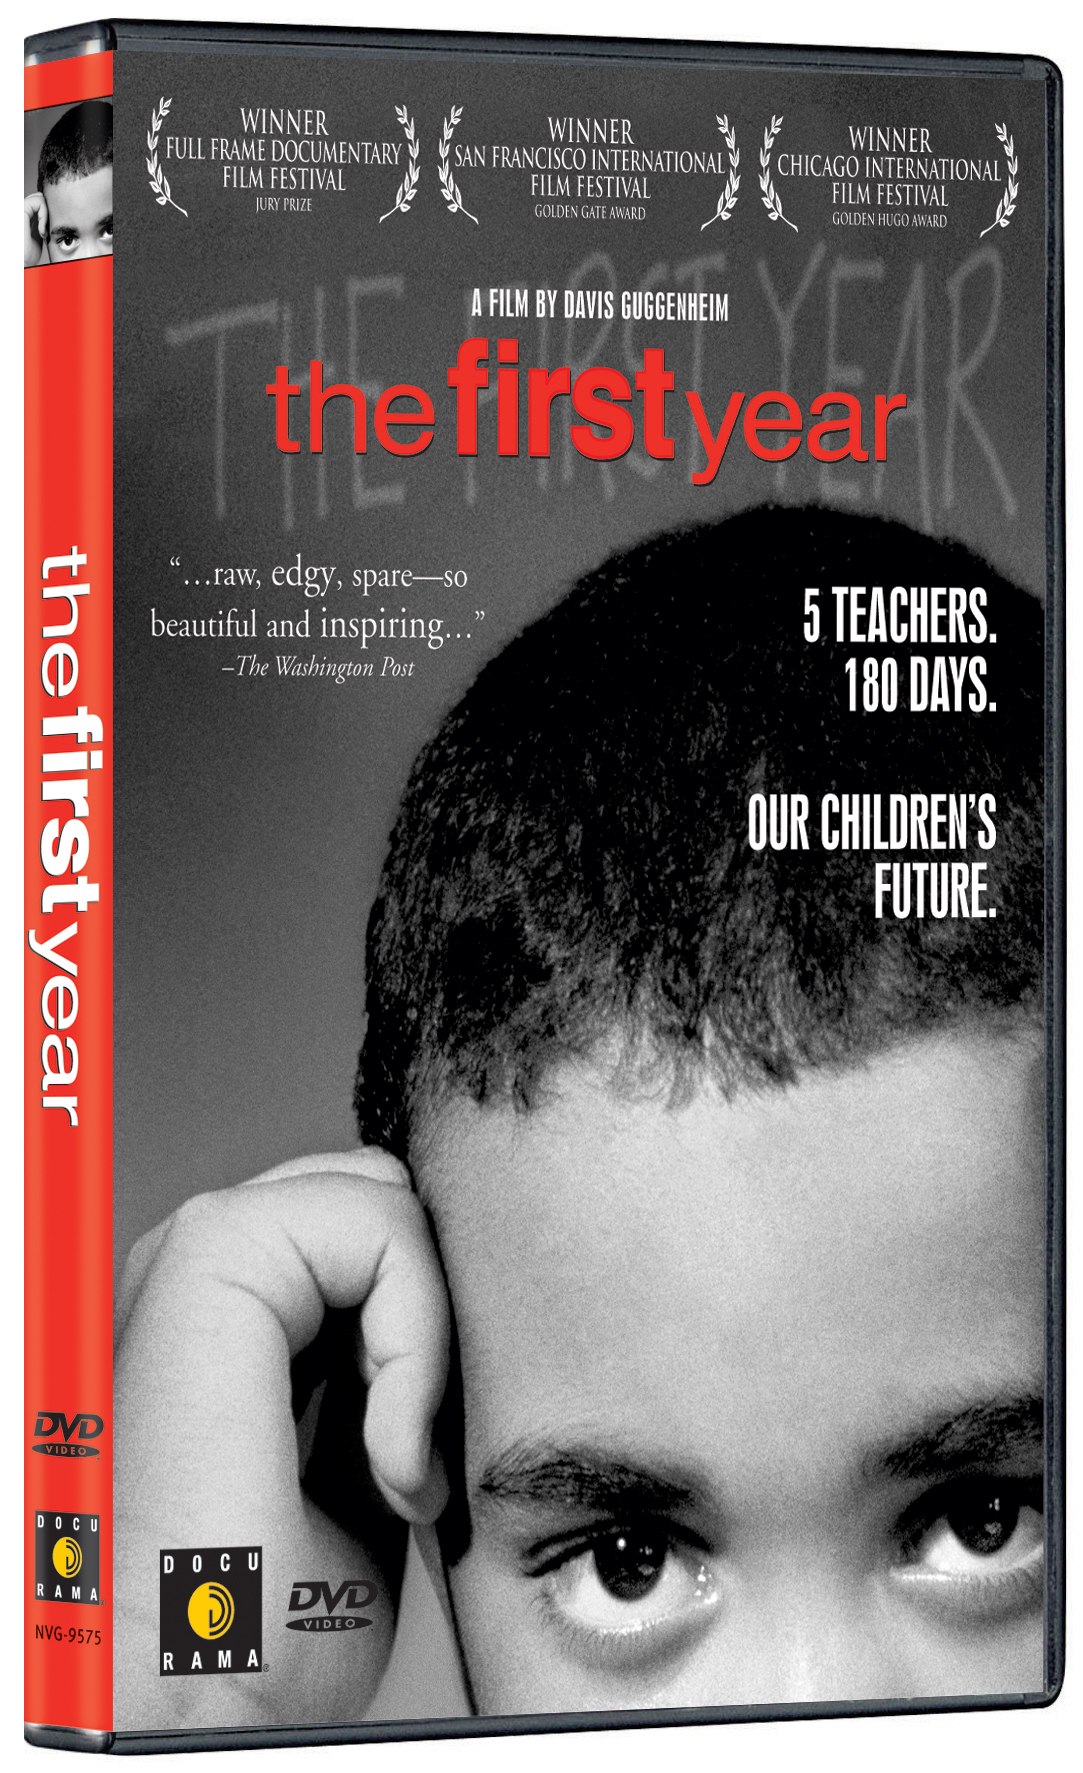 WINNER
FULL FRAME DOCUMENTARY
FILM FESTIVAL
JURY PRIZE
WINNER
SAN FRANCISCO INTERNATIONAL
FILM FESTIVAL
GOLDEN GATE AWARD
WINNER
CHICAGO INTERNATIONAL
FILM FESTIVAL
GOLDEN HUGO AWARD
THE FIRST YEAR
A FILM BY DAVIS GUGGENHEIM
the first year
“...raw, edgy, spare—so
beautiful and inspiring...”
–The Washington Post
5 TEACHERS.
180 DAYS.
OUR CHILDREN’S
FUTURE.
DOCU
RAMA®
DVD
VIDEO
the first year
DVD
VIDEO
DOCU
RAMA®
NVG-9575